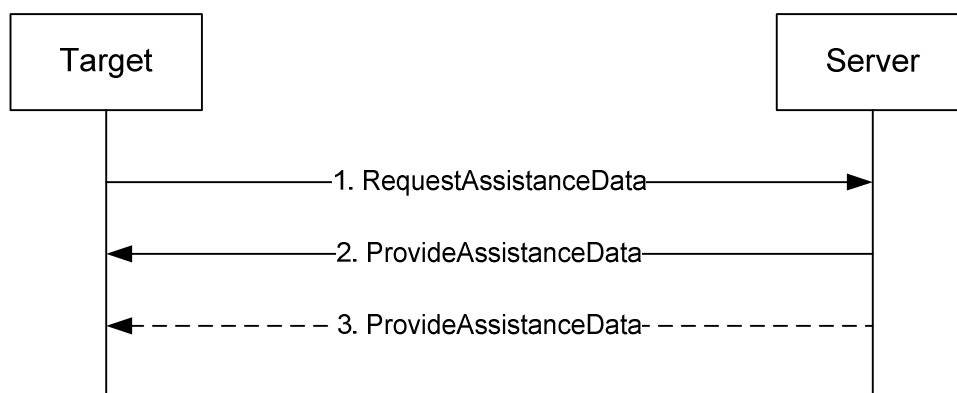 Target
Server
1. RequestAssistanceData
2. ProvideAssistanceData
3. ProvideAssistanceData